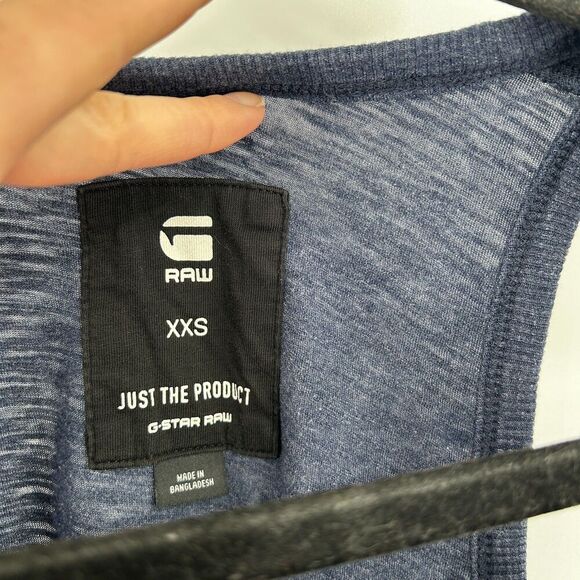 RAW
XXS
JUST THE PRODUCT
G-STAR RAW
MADE IN
BANGLADESH